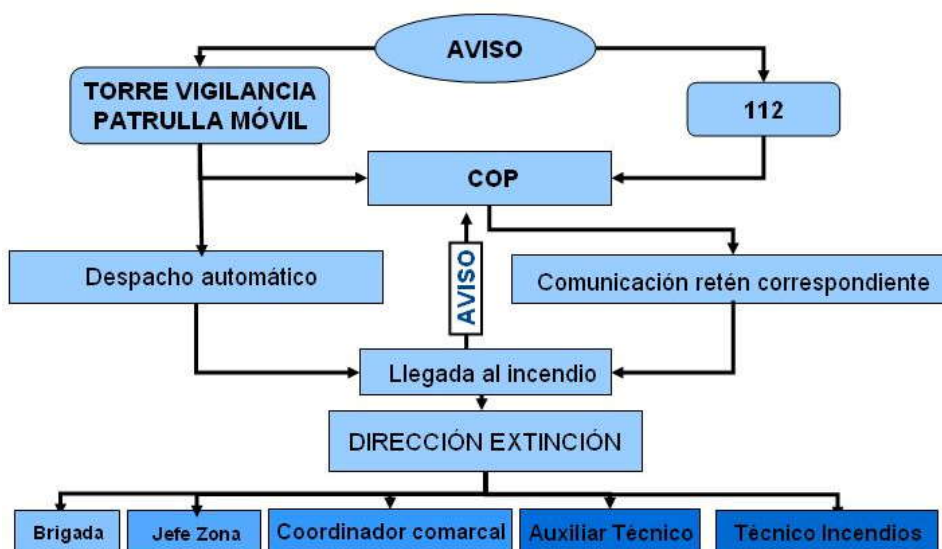 AVISO
TORRE VIGILANCIA
PATRULLA MÓVIL
112
COP
AVISO
Despacho automático
Comunicación retén correspondiente
Llegada al incendio
DIRECCIÓN EXTINCIÓN
Brigada
Jefe Zona
Coordinador comarcal
Auxiliar Técnico
Técnico Incendios